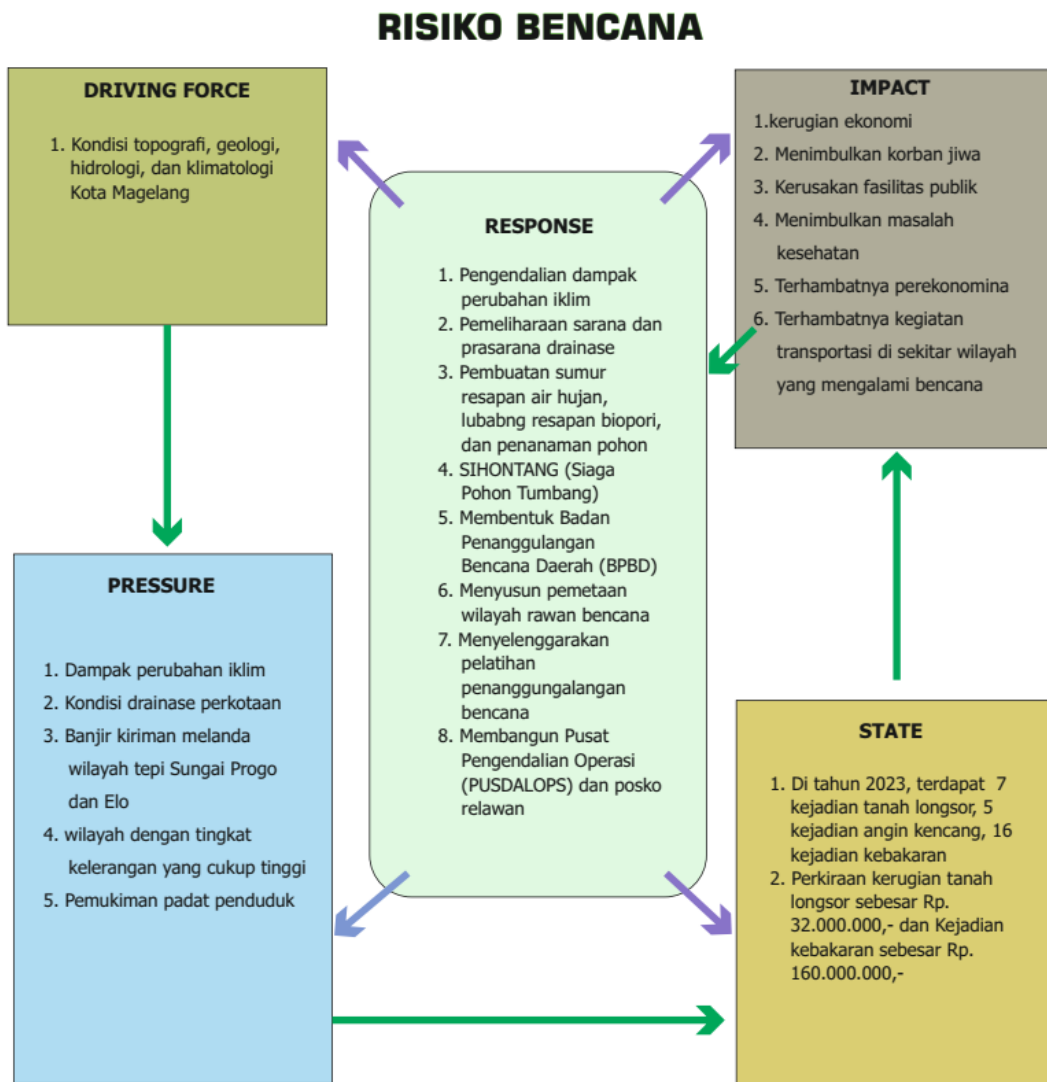 RISIKO BENCANA
DRIVING FORCE
1. Kondisi topografi, geologi,
hidrologi, dan klimatologi
Kota Magelang
PRESSURE
1. Dampak perubahan iklim
2. Kondisi drainase perkotaan
3. Banjir kiriman melanda
wilayah tepi Sungai Progo
dan Elo
4. wilayah dengan tingkat
kelerangan yang cukup tinggi
5. Pemukiman padat penduduk
RESPONSE
1. Pengendalian dampak
perubahan iklim
2. Pemeliharaan sarana dan
prasarana drainase
3. Pembuatan sumur
resapan air hujan,
lubabng resapan biopori,
dan penanaman pohon
4. SIHONTANG (Siaga
Pohon Tumbang)
5. Membentuk Badan
Penanggulangan
Bencana Daerah (BPBD)
6. Menyusun pemetaan
wilayah rawan bencana
7. Menyelenggarakan
pelatihan
penanggungalangan
bencana
8. Membangun Pusat
Pengendalian Operasi
(PUSDALOPS) dan posko
relawan
IMPACT
1.kerugian ekonomi
2. Menimbulkan korban jiwa
3. Kerusakan fasilitas publik
4. Menimbulkan masalah
kesehatan
5. Terhambatnya perekonomina
6. Terhambatnya kegiatan
transportasi di sekitar wilayah
yang mengalami bencana
STATE
1. Di tahun 2023, terdapat 7
kejadian tanah longsor, 5
kejadian angin kencang, 16
kejadian kebakaran
2. Perkiraan kerugian tanah
longsor sebesar Rp.
32.000.000,- dan Kejadian
kebakaran sebesar Rp.
160.000.000,-